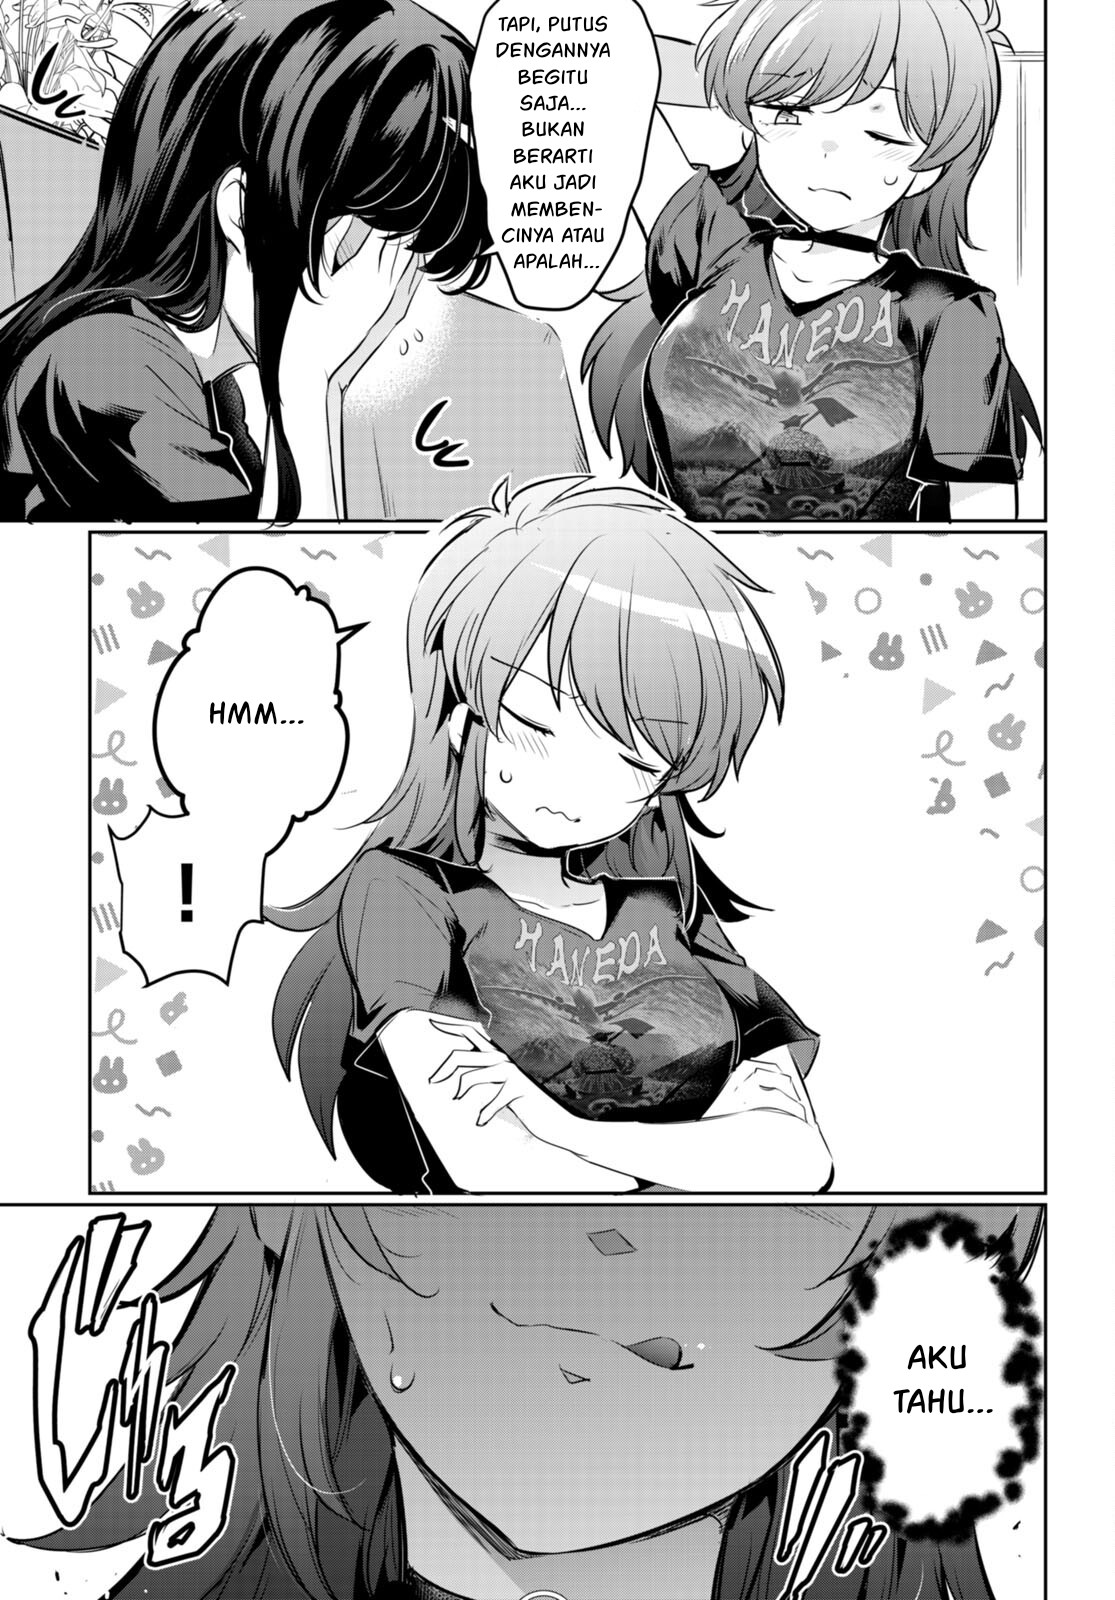 TAPI, PUTUS
DENGANNYA
BEGITU
SAJA...
BUKAN
BERARTI
AKU JADI
MEMBEN-
CINYA ATAU
APALAH...
HANEDA
HMM...
!
HANEDA
AKU
TAHU...